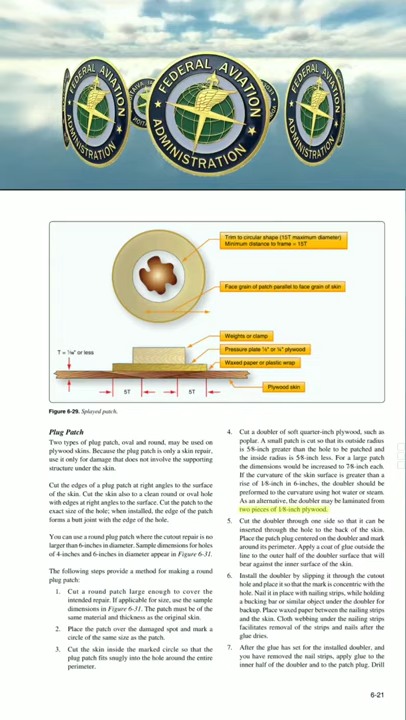 FEDERAL AVIATION
ADMINISTRATION
FEDERAL AVIATION
ADMINISTRATION
FEDERAL AVIATION
ADMINISTRATION
Trim to circular shape (15T maximum diameter)
Minimum distance to frame = 15T
Face grain of patch parallel to face grain of skin
Weights or clamp
Pressure plate ¼" or ⅜" plywood
Waxed paper or plastic wrap
Plywood skin
5T
5T
Figure 6-29. Splayed patch.
Plug Patch
Two types of plug patch, oval and round, may be used on
plywood skins. Because the plug patch is only a skin repair,
use it only for damage that does not involve the supporting
structure under the skin.
Cut the edges of a plug patch at right angles to the surface
of the skin. Cut the skin also to a clean round or oval hole
with edges at right angles to the surface. Cut the patch to the
exact size of the hole; when installed, the edge of the patch
forms a butt joint with the edge of the hole.
You can use a round plug patch where the cutout repair is no
larger than 6-inches in diameter. Sample dimensions for holes
of 4-inches and 6-inches in diameter appear in Figure 6-31.
The following steps provide a method for making a round
plug patch:
1. Cut a round patch large enough to cover the
intended repair. If applicable for size, use the sample
dimensions in Figure 6-31. The patch must be of the
same material and thickness as the original skin.
2. Place the patch over the damaged spot and mark a
circle of the same size as the patch.
3. Cut the skin inside the marked circle so that the
plug patch fits snugly into the hole around the entire
perimeter.
4. Cut a doubler of soft quarter-inch plywood, such as
poplar. A small patch is cut so that its outside radius
is 5⁄8-inch greater than the hole to be patched and
the inside radius is 5⁄8-inch less. For a large patch
the dimensions would be increased to 7⁄8-inch each.
If the curvature of the skin surface is greater than a
rise of 1⁄8-inch in 6-inches, the doubler should be
preformed to the curvature using hot water or steam.
As an alternative, the doubler may be laminated from
two pieces of 1⁄8-inch plywood.
5. Cut the doubler through one side so that it can be
inserted through the hole to the back of the skin.
Place the patch plug centered on the doubler and mark
around its perimeter. Apply a coat of glue outside the
line to the outer half of the doubler surface that will
bear against the inner surface of the skin.
6. Install the doubler by slipping it through the cutout
hole and place it so that the mark is concentric with the
hole. Nail it in place with nailing strips, while holding
a bucking bar or similar object under the doubler for
backup. Place waxed paper between the nailing strips
and the skin. Cloth webbing under the nailing strips
facilitates removal of the strips and nails after the
glue dries.
7. After the glue has set for the installed doubler, and
you have removed the nail strips, apply glue to the
inner half of the doubler and to the patch plug. Drill
6-21